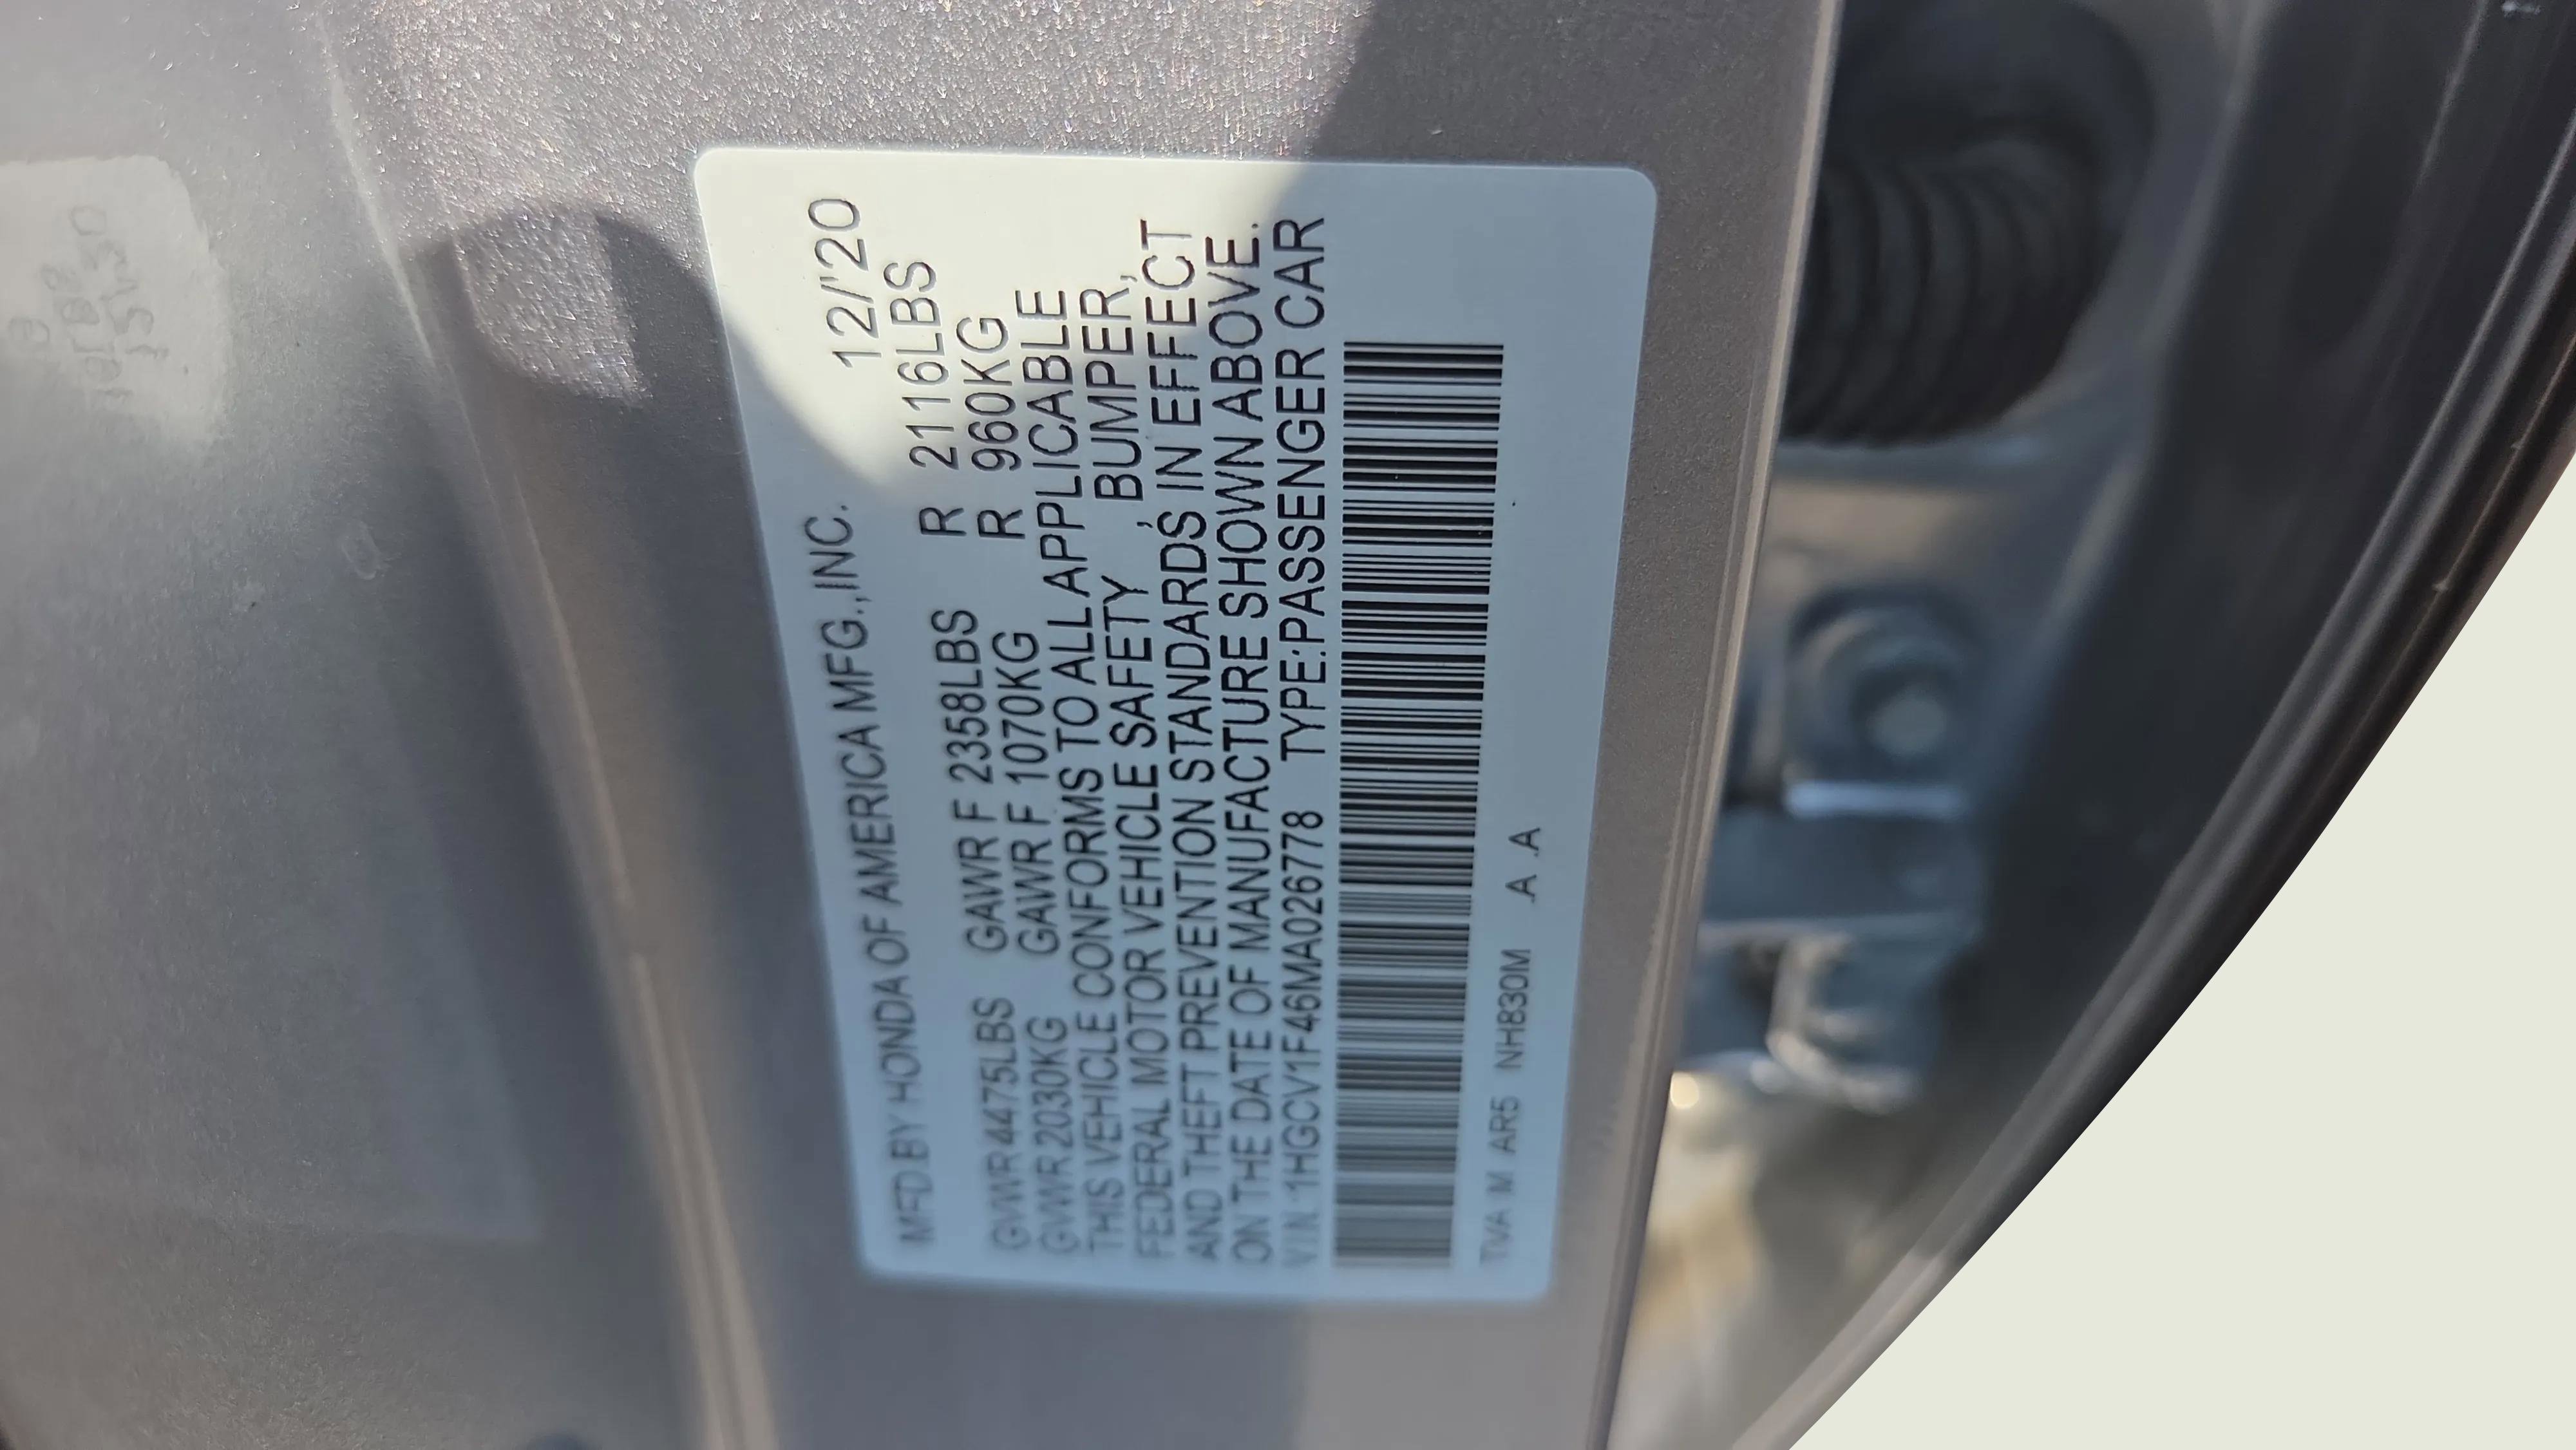 MFD.BY HONDA OF AMERICA MFG.,INC. 12/'20
GVWR 4475LBS GAWR F 2358LBS R 2116LBS
GVWR 2030KG GAWR F 1070KG R 960KG
THIS VEHICLE CONFORMS TO ALL APPLICABLE
FEDERAL MOTOR VEHICLE SAFETY , BUMPER,
AND THEFT PREVENTION STANDARDS IN EFFECT
ON THE DATE OF MANUFACTURE SHOWN ABOVE.
V.I.N. 1HGCV1F46MA026778 TYPE:PASSENGER CAR
TVA M AR5 NH830M .A .A